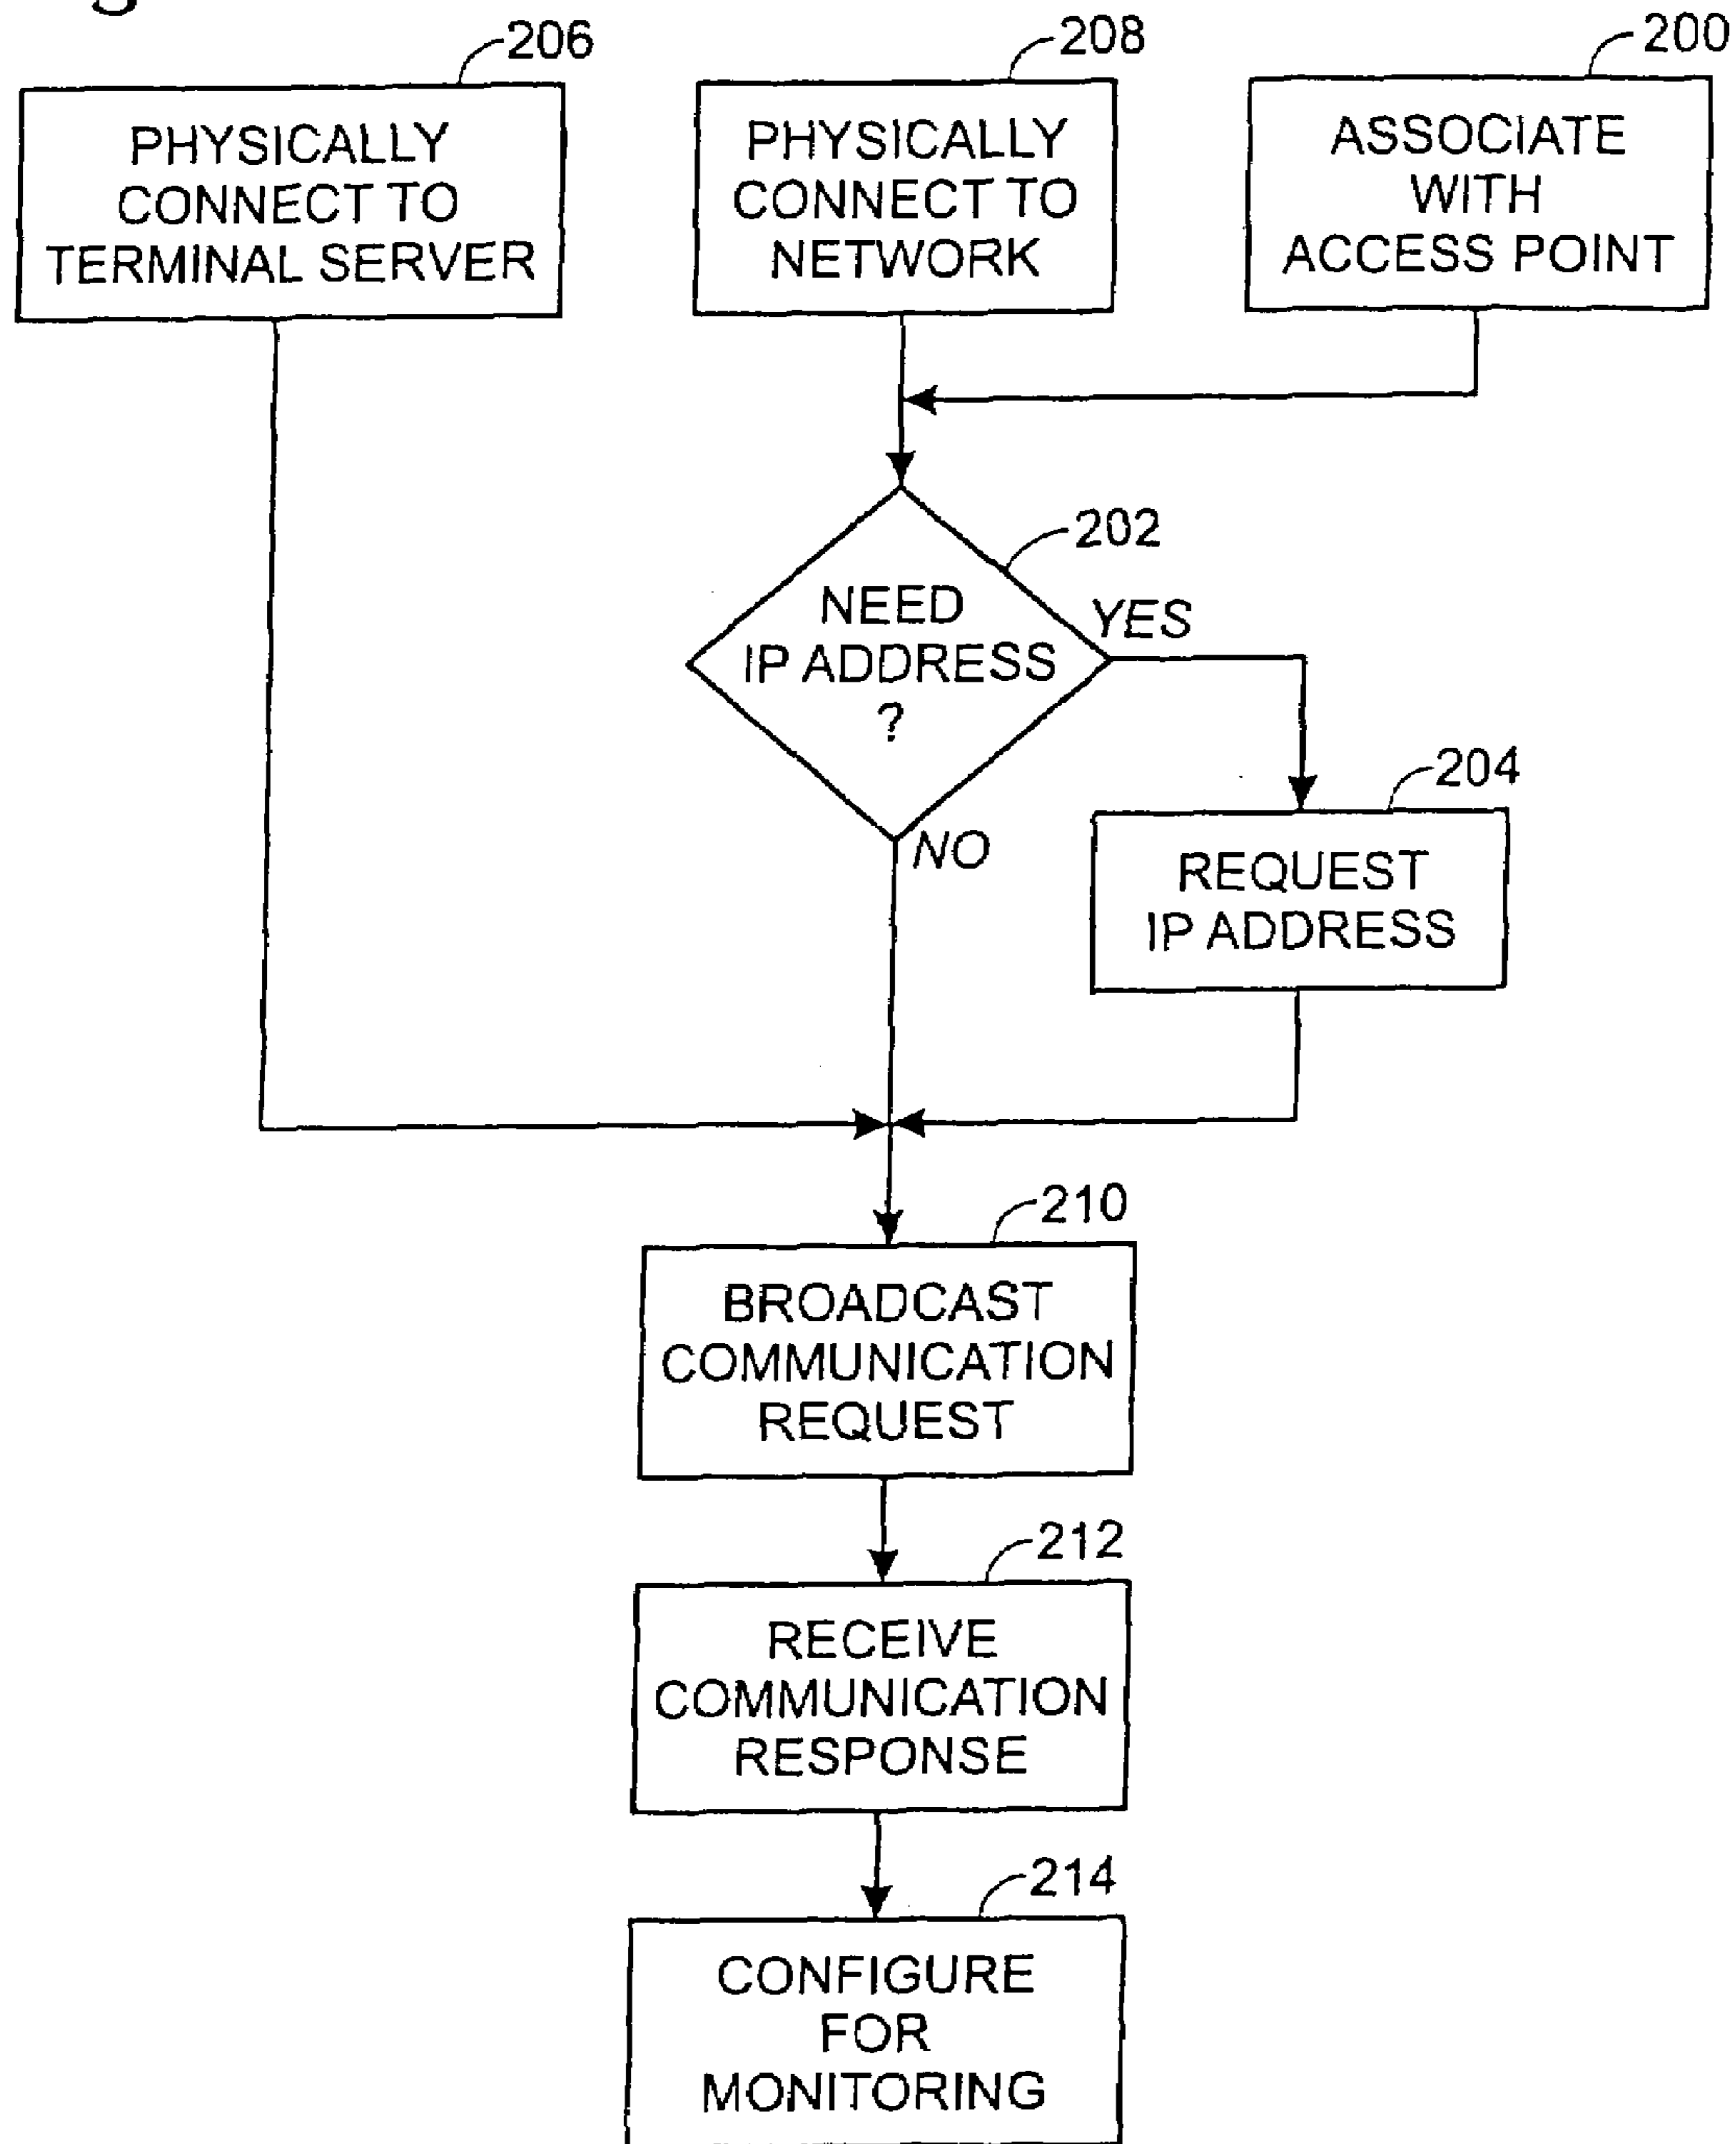 206
PHYSICALLY
CONNECT TO
TERMINAL SERVER
208
PHYSICALLY
CONNECT TO
NETWORK
200
ASSOCIATE
WITH
ACCESS POINT
202
NEED
IP ADDRESS
?
YES
NO
204
REQUEST
IP ADDRESS
210
BROADCAST
COMMUNICATION
REQUEST
212
RECEIVE
COMMUNICATION
RESPONSE
214
CONFIGURE
FOR
MONITORING